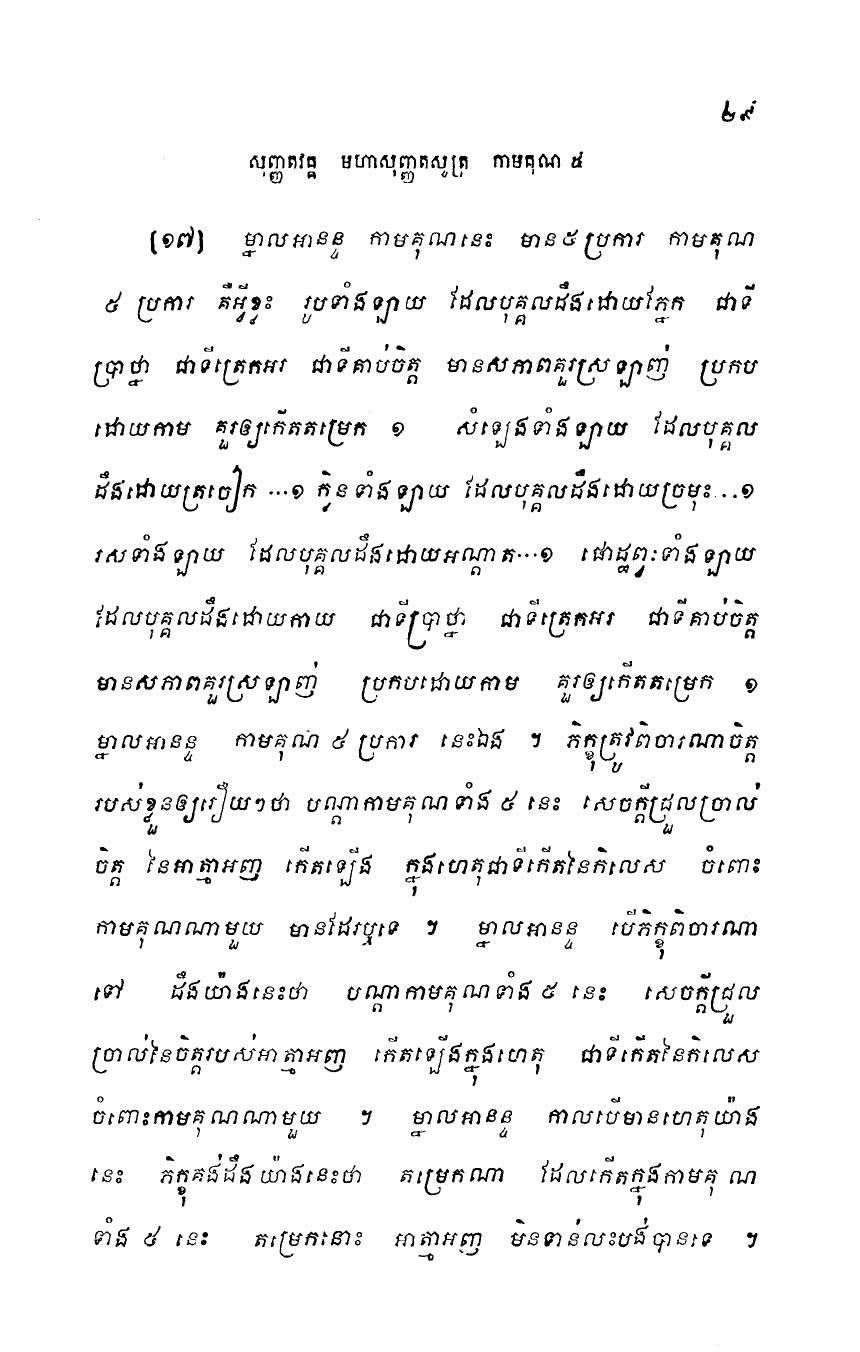 ២៩
សុញ្ញតវគ្គ មហាសុញ្ញតសូត្រ កាមគុណ ៥
[១៧] ម្នាលអានន្ទ កាមគុណនេះ មាន៥ប្រការ កាមគុណ
៥ ប្រការ គឺអ្វីខ្លះ រូបទាំងឡាយ ដែលបុគ្គលដឹងដោយភ្នែក ជាទី
ប្រាថ្នា ជាទីត្រេកអរ ជាទីគាប់ចិត្ត មានសភាពគួរស្រឡាញ់ ប្រកប
ដោយកាម គួរឲ្យកើតតម្រេក ១ សំឡេងទាំងឡាយ ដែលបុគ្គល
ដឹងដោយត្រចៀក ...១ ក្លិនទាំងឡាយ ដែលបុគ្គលដឹងដោយច្រមុះ...១
រសទាំងឡាយ ដែលបុគ្គលដឹងដោយអណ្តាត...១ ផោដ្ឋព្វៈទាំងឡាយ
ដែលបុគ្គលដឹងដោយកាយ ជាទីប្រាថ្នា ជាទីត្រេកអរ ជាទីគាប់ចិត្ត
មានសភាពគួរស្រឡាញ់ ប្រកបដោយកាម គួរឲ្យកើតតម្រេក ១
ម្នាលអានន្ទ កាមគុណ ៥ ប្រការ នេះឯង ។ ភិក្ខុត្រូវពិចារណាចិត្ត
របស់ខ្លួនឲ្យរឿយៗថា បណ្តាកាមគុណទាំង ៥ នេះ សេចក្តីជ្រួលច្រាល់
ចិត្ត នៃអាត្មាអញ កើតឡើង ក្នុងហេតុជាទីកើតនៃកិលេស ចំពោះ
កាមគុណណាមួយ មានដែរឬទេ ។ ម្នាលអានន្ទ បើភិក្ខុពិចារណា
ទៅ ដឹងយ៉ាងនេះថា បណ្តាកាមគុណទាំង ៥ នេះ សេចក្តីជ្រួល
ច្រាល់នៃចិត្តរបស់អាត្មាអញ កើតឡើងក្នុងហេតុ ជាទីកើតនៃកិលេស
ចំពោះកាមគុណណាមួយ ។ ម្នាលអានន្ទ កាលបើមានហេតុយ៉ាង
នេះ ភិក្ខុគង់ដឹងយ៉ាងនេះថា តម្រេកណា ដែលកើតក្នុងកាមគុណ
ទាំង ៥ នេះ តម្រេកនោះ អាត្មាអញ មិនទាន់លះបង់បានទេ ។